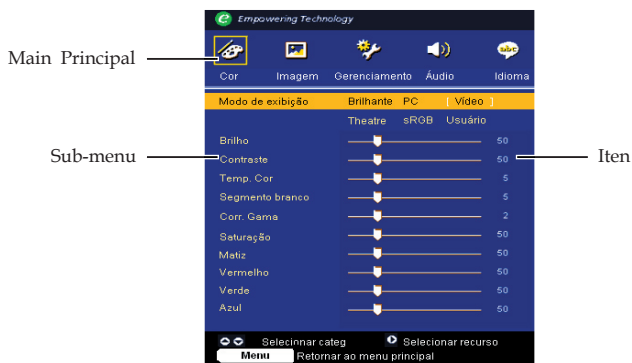 Empowering Technology
Main Principal
abc
Cor Imagem Gerenciamento Áudio Idioma
Modo de exibição Brilhante PC [ Vídeo ]
Theatre sRGB Usuário
Brilho 50
Sub-menu Contraste 50 Iten
Temp. Cor 5
Segmento branco 5
Corr. Gama 2
Saturação 50
Matiz 50
Vermelho 50
Verde 50
Azul 50
Selecionar categ Selecionar recurso
Menu Retornar ao menu principal